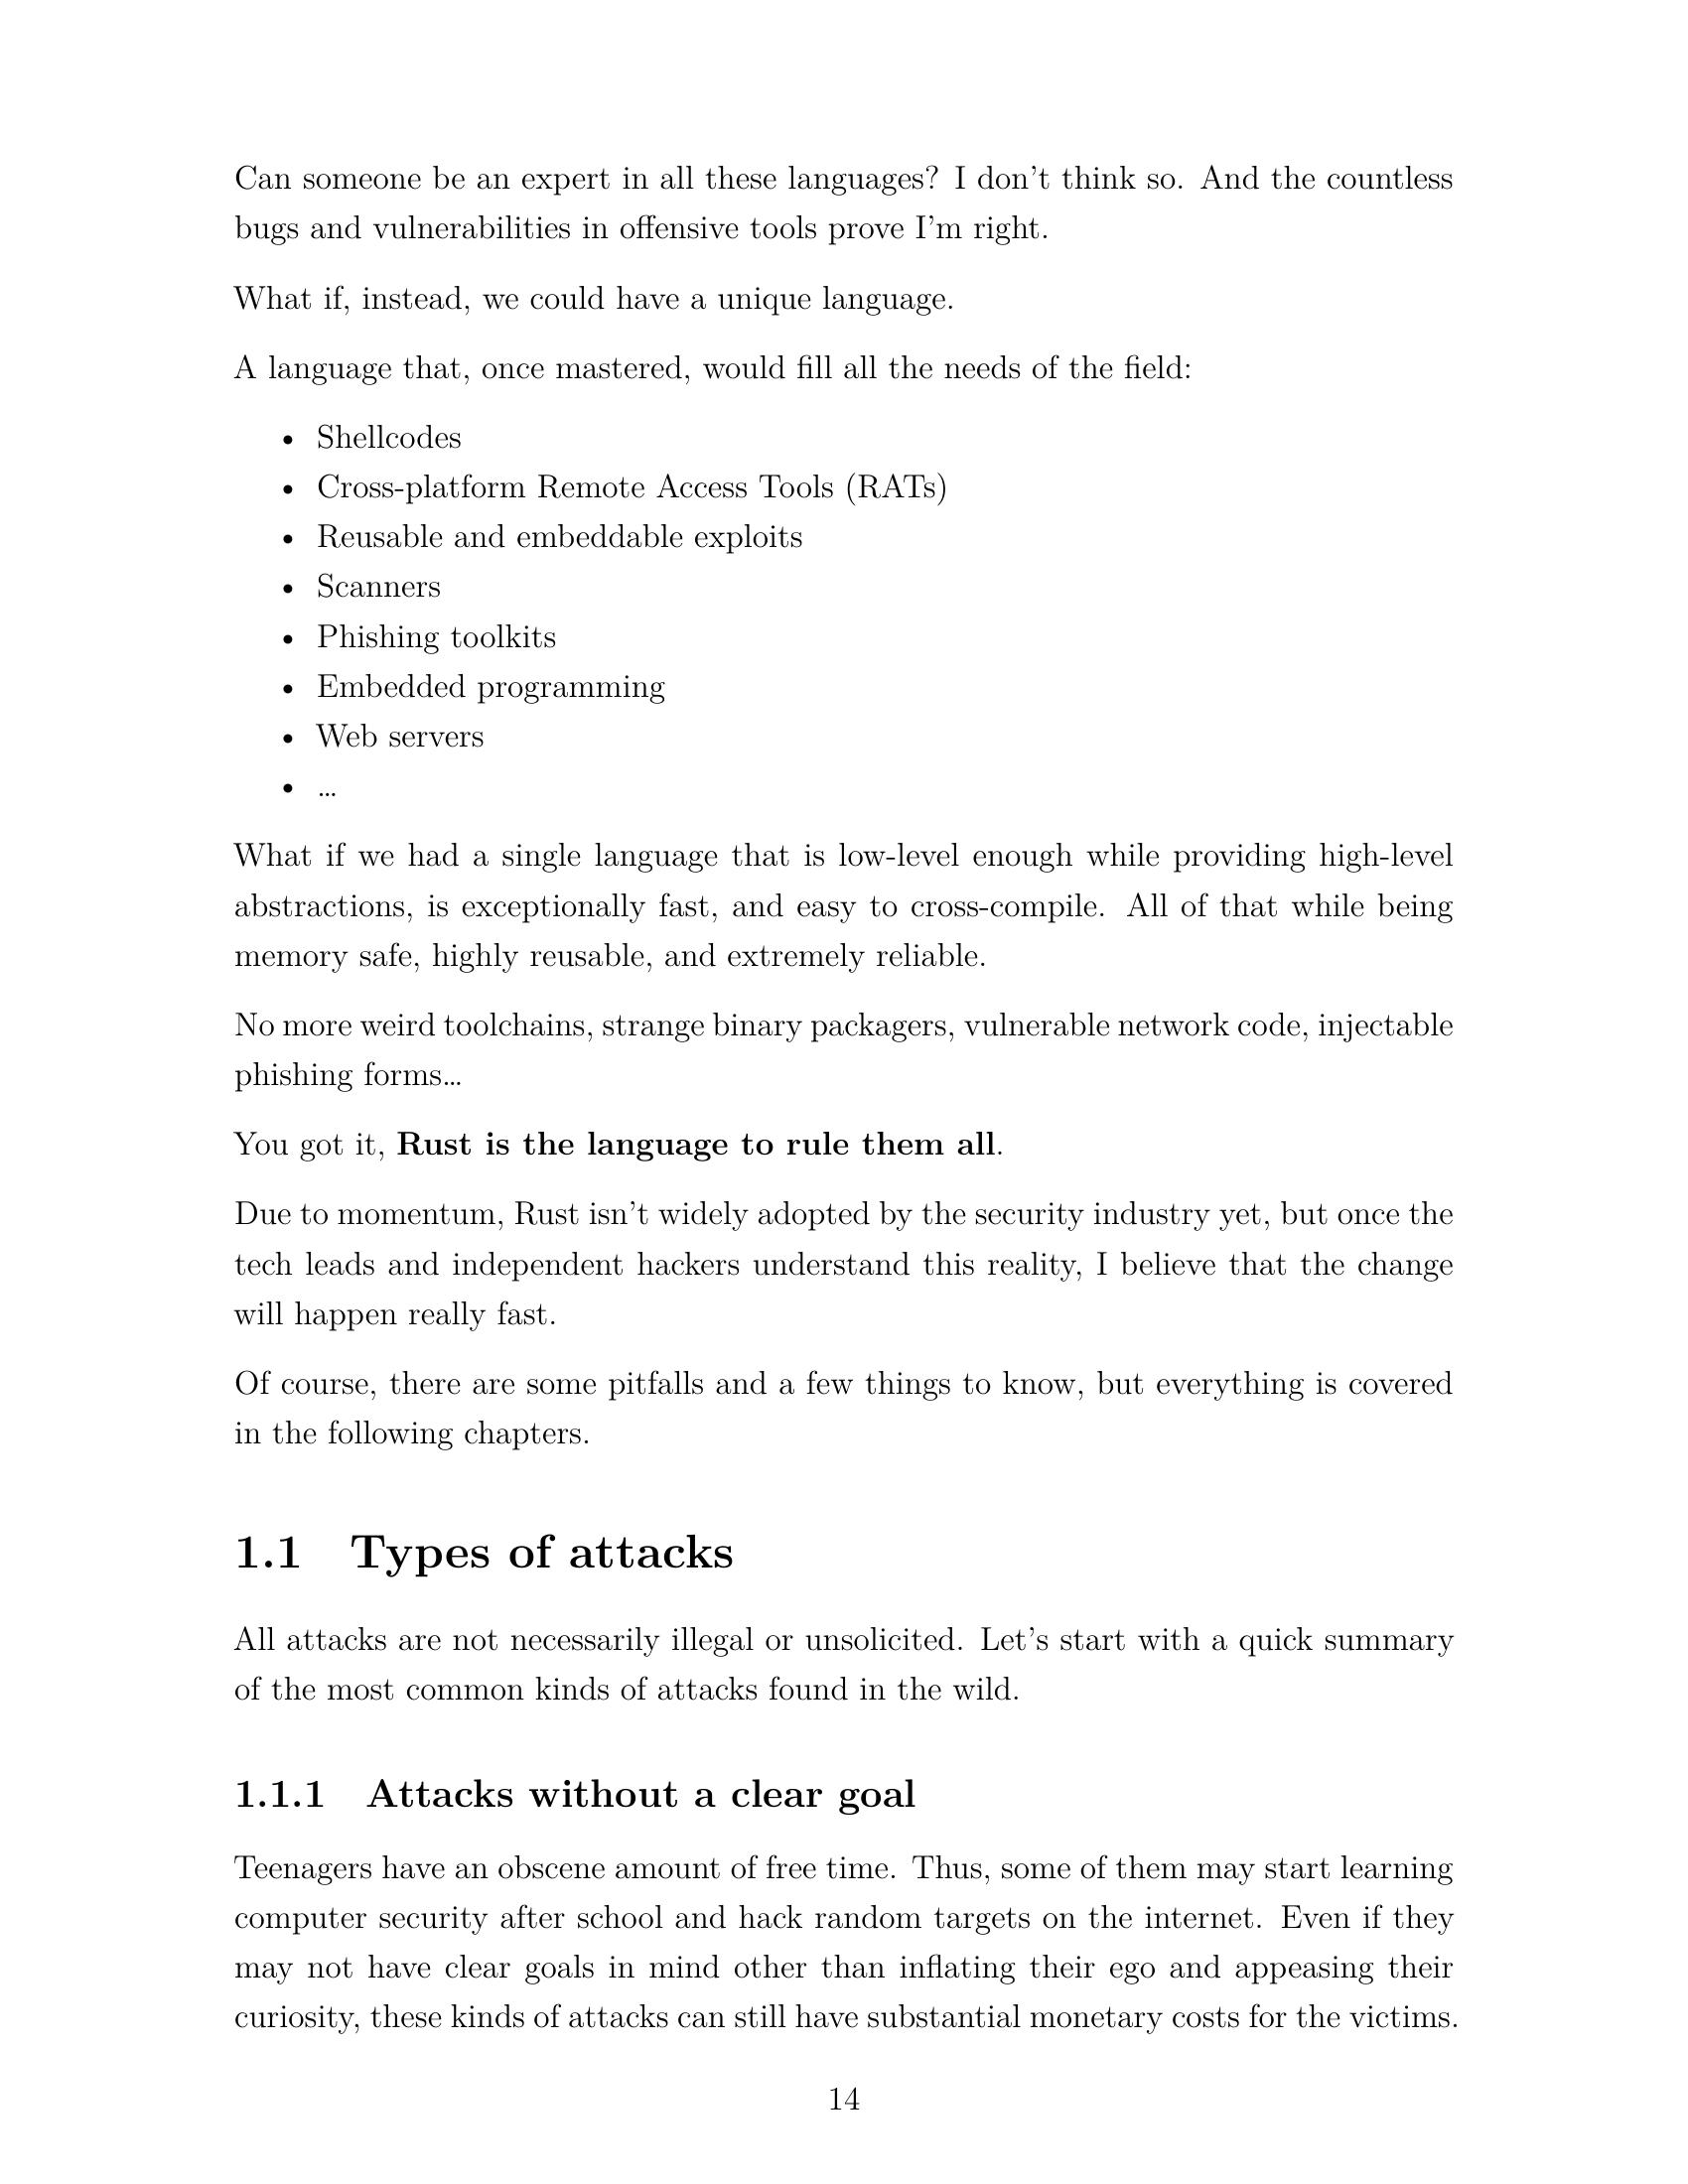 Can someone be an expert in all these languages? I don’t think so. And the countless
bugs and vulnerabilities in offensive tools prove I’m right.
What if, instead, we could have a unique language.
A language that, once mastered, would fill all the needs of the field:
• Shellcodes
• Cross-platform Remote Access Tools (RATs)
• Reusable and embeddable exploits
• Scanners
• Phishing toolkits
• Embedded programming
• Web servers
• …
What if we had a single language that is low-level enough while providing high-level
abstractions, is exceptionally fast, and easy to cross-compile. All of that while being
memory safe, highly reusable, and extremely reliable.
No more weird toolchains, strange binary packagers, vulnerable network code, injectable
phishing forms…
You got it, Rust is the language to rule them all.
Due to momentum, Rust isn’t widely adopted by the security industry yet, but once the
tech leads and independent hackers understand this reality, I believe that the change
will happen really fast.
Of course, there are some pitfalls and a few things to know, but everything is covered
in the following chapters.
1.1 Types of attacks
All attacks are not necessarily illegal or unsolicited. Let’s start with a quick summary
of the most common kinds of attacks found in the wild.
1.1.1 Attacks without a clear goal
Teenagers have an obscene amount of free time. Thus, some of them may start learning
computer security after school and hack random targets on the internet. Even if they
may not have clear goals in mind other than inflating their ego and appeasing their
curiosity, these kinds of attacks can still have substantial monetary costs for the victims.
14